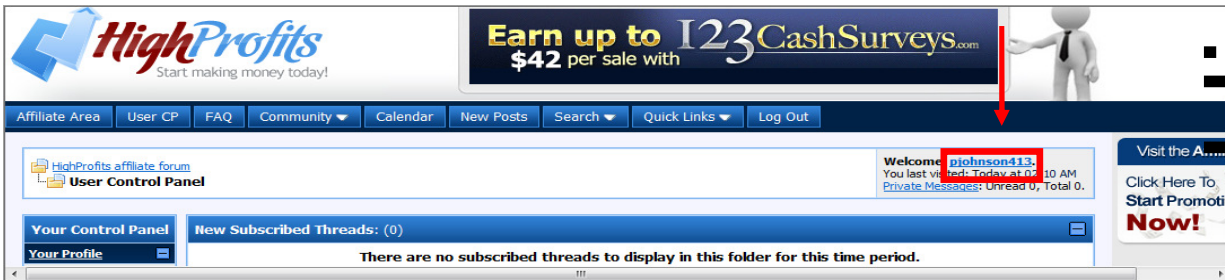 HighProfits
Start making money today!
Earn up to 123CashSurveys.com
$42 per sale with
Affiliate Area User CP FAQ Community Calendar New Posts Search Quick Links Log Out
HighProfits affiliate forum
User Control Panel
Welcome, pjohnson413.
You last visited: Today at 02:10 AM
Private Messages: Unread 0, Total 0.
Visit the
Click Here To
Start Promoti
Now!
Your Control Panel
Your Profile
New Subscribed Threads: (0)
There are no subscribed threads to display in this folder for this time period.